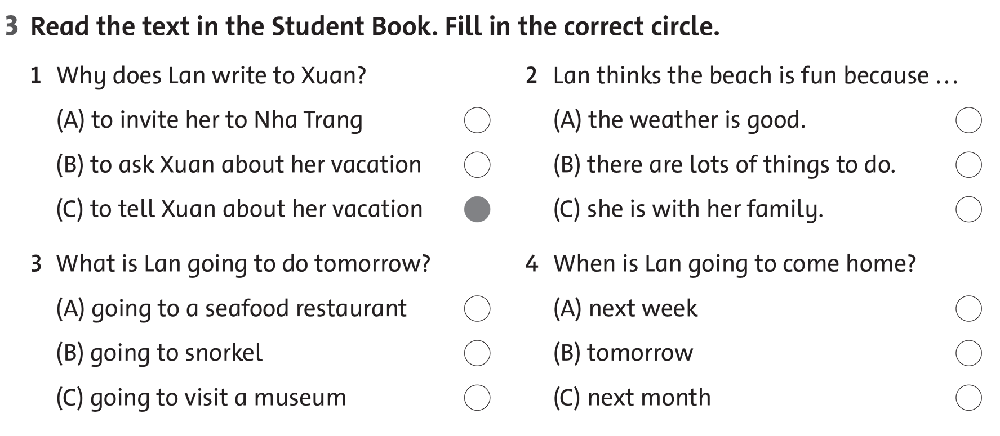 3 Read the text in the Student Book. Fill in the correct circle.
1 Why does Lan write to Xuan?
(A) to invite her to Nha Trang
(B) to ask Xuan about her vacation
(C) to tell Xuan about her vacation
2 Lan thinks the beach is fun because ...
(A) the weather is good.
(B) there are lots of things to do.
(C) she is with her family.
3 What is Lan going to do tomorrow?
(A) going to a seafood restaurant
(B) going to snorkel
(C) going to visit a museum
4 When is Lan going to come home?
(A) next week
(B) tomorrow
(C) next month